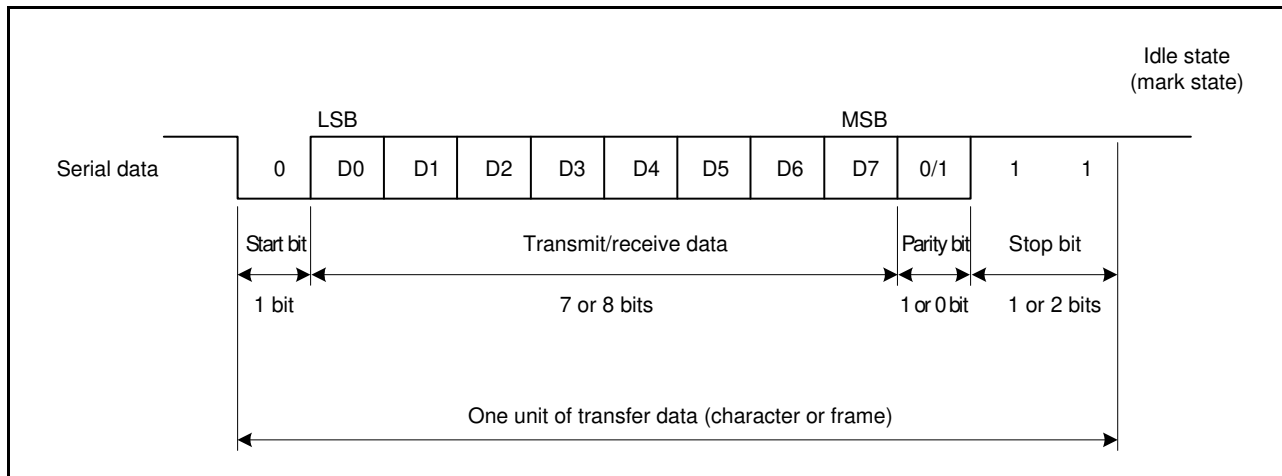 Idle state
(mark state)
LSB MSB
Serial data 0 D0 D1 D2 D3 D4 D5 D6 D7 0/1 1 1
Start bit Transmit/receive data Parity bit Stop bit
1 bit 7 or 8 bits 1 or 0 bit 1 or 2 bits
One unit of transfer data (character or frame)